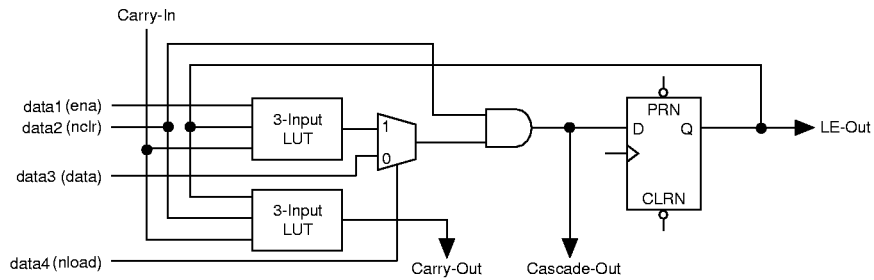 Carry-In
data1 (ena)
data2 (nclr)
3-Input
LUT
1
0
PRN
D
Q
LE-Out
data3 (data)
CLRN
3-Input
LUT
data4 (nload)
Carry-Out
Cascade-Out